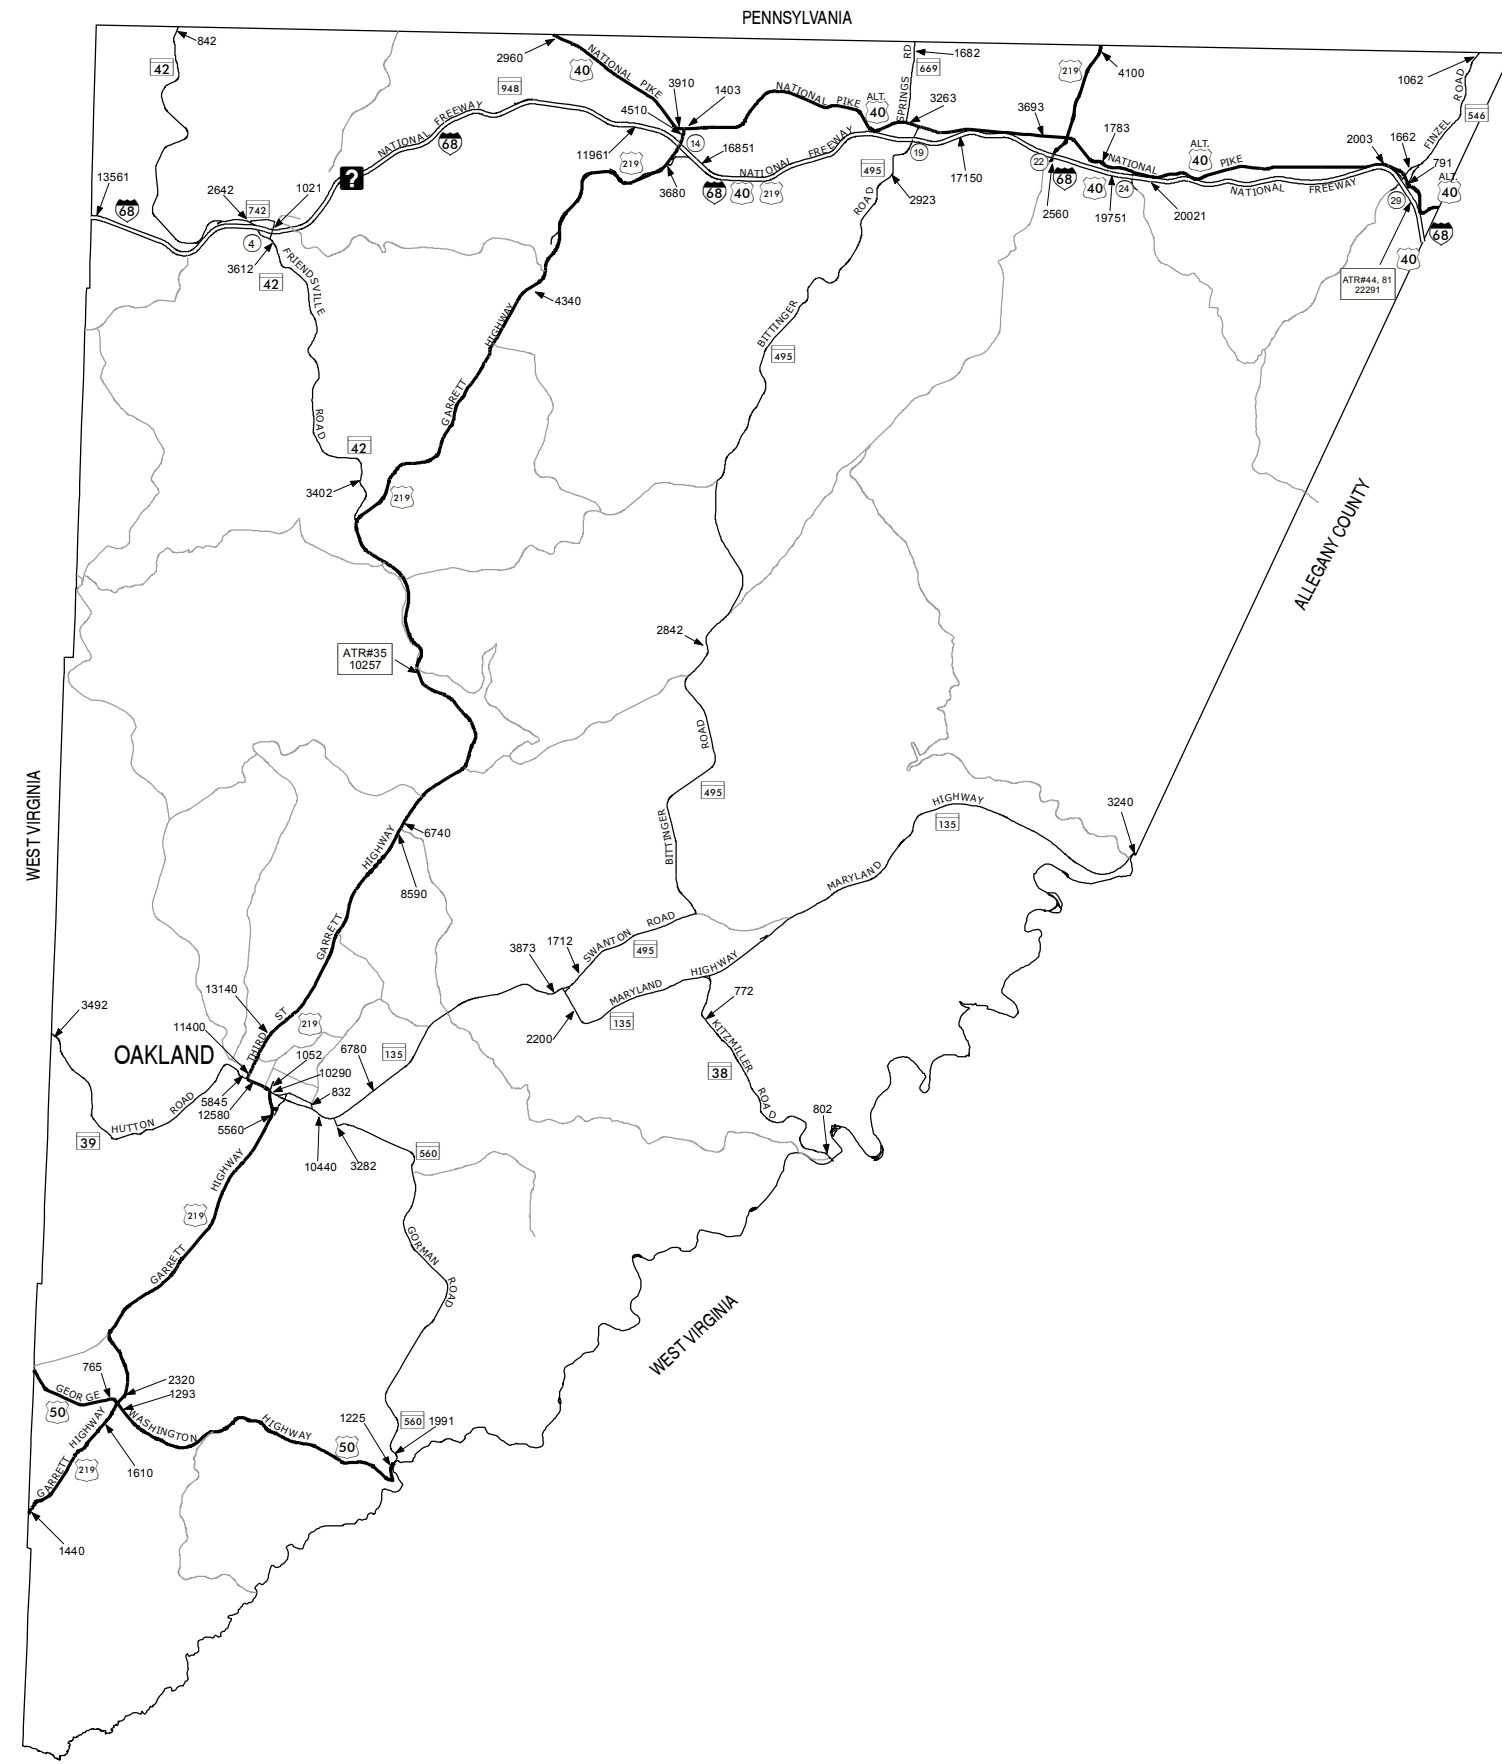 PENNSYLVANIA
842
42
2960
NATIONAL PIKE
40
948
3910
1403
4510
NATIONAL PIKE
ALT.
40
SPRINGS RD
669
1682
3263
219
4100
3693
1783
1062
ROAD
546
FINZEL
NATIONAL FREEWAY
68
?
14
11961
219
16851
3680
68
40
219
NATIONAL FREEWAY
495
19
17150
2923
ROAD
22
68
2560
40
24
19751
20021
NATIONAL
ALT.
40
PIKE
NATIONAL FREEWAY
2003
1662
791
ALT.
40
29
68
40
ATR#44, 81
22291
13561
68
2642
742
1021
4
3612
42
FRIENDSVILLE
ROAD
4340
HIGHWAY
GARRETT
BITTINGER
495
42
3402
219
ALLEGANY COUNTY
2842
ATR#35
10257
ROAD
495
BITTINGER
WEST VIRGINIA
HIGHWAY
135
3240
6740
HIGHWAY
8590
MARYLAND
GARRETT
3873
1712
SWANTON ROAD
495
MARYLAND HIGHWAY
135
2200
772
KITZMILLER
ROAD
38
802
3492
13140
ST
219
THIRD
11400
OAKLAND
1052
10290
832
6780
135
5845
12580
5560
HUTTON ROAD
39
10440
3282
560
HIGHWAY
219
GARRETT
GORMAN
ROAD
WEST VIRGINIA
765
2320
1293
GEORGE
50
WASHINGTON
HIGHWAY
50
1225
560
1991
HIGHWAY
GARRETT
219
1610
1440